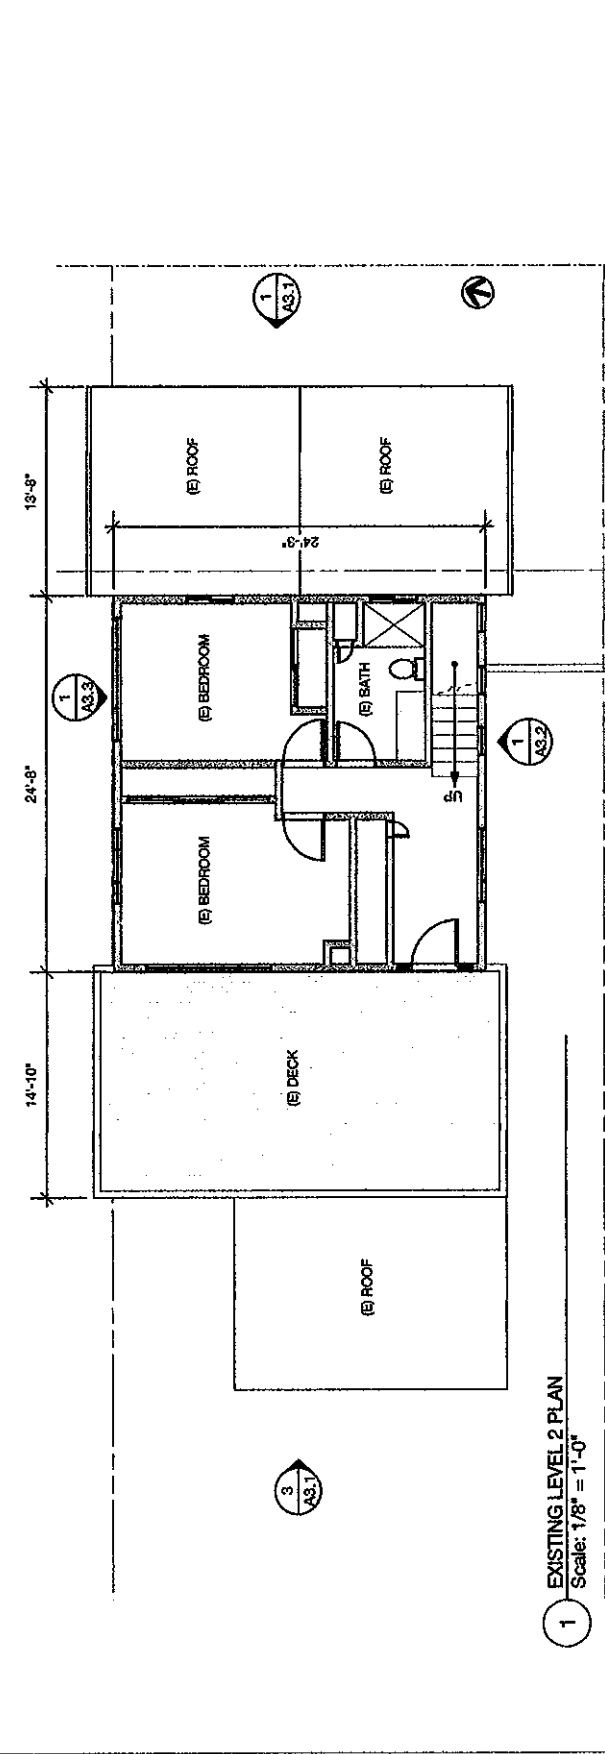 1
A3.1
13'-8"
(E) ROOF
(E) ROOF
24'-3"
1
A3.3
24'-8"
(E) BEDROOM
(E) BATH
UP
1
A3.2
(E) BEDROOM
14'-10"
(E) DECK
(E) ROOF
3
A3.1
1
EXISTING LEVEL 2 PLAN
Scale: 1/8" = 1'-0"